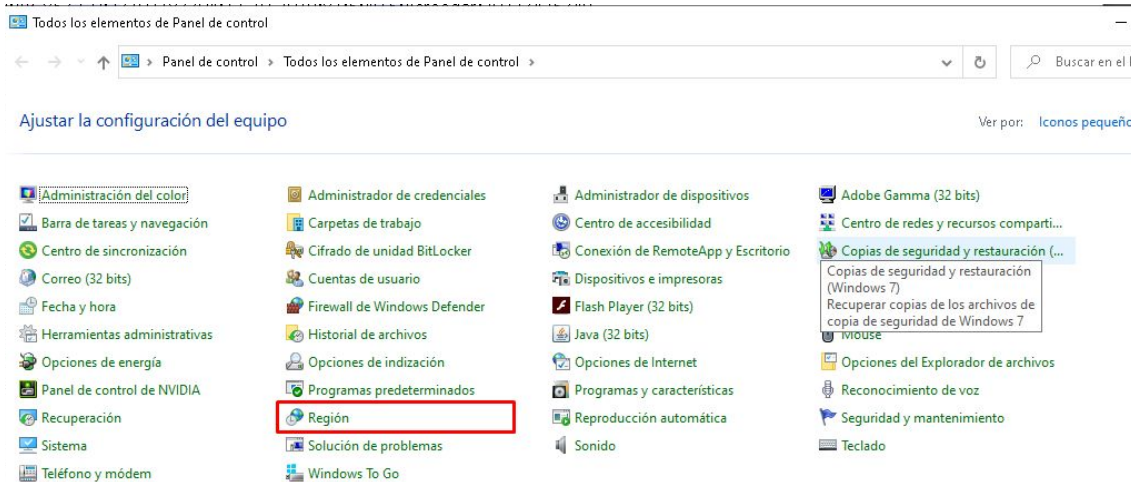 Todos los elementos de Panel de control
Panel de control > Todos los elementos de Panel de control >
Buscar en el
Ajustar la configuración del equipo
Ver por: Iconos pequeño
Administración del color
Administrador de credenciales
Administrador de dispositivos
Adobe Gamma (32 bits)
Barra de tareas y navegación
Carpetas de trabajo
Centro de accesibilidad
Centro de redes y recursos comparti...
Centro de sincronización
Cifrado de unidad BitLocker
Conexión de RemoteApp y Escritorio
Copias de seguridad y restauración (...
Correo (32 bits)
Cuentas de usuario
Dispositivos e impresoras
Copias de seguridad y restauración
(Windows 7)
Recuperar copias de los archivos de
copia de seguridad de Windows 7
Fecha y hora
Firewall de Windows Defender
Flash Player (32 bits)
Herramientas administrativas
Historial de archivos
Java (32 bits)
Mouse
Opciones de energía
Opciones de indización
Opciones de Internet
Opciones del Explorador de archivos
Panel de control de NVIDIA
Programas predeterminados
Programas y características
Reconocimiento de voz
Recuperación
Región
Reproducción automática
Seguridad y mantenimiento
Sistema
Solución de problemas
Sonido
Teclado
Teléfono y módem
Windows To Go